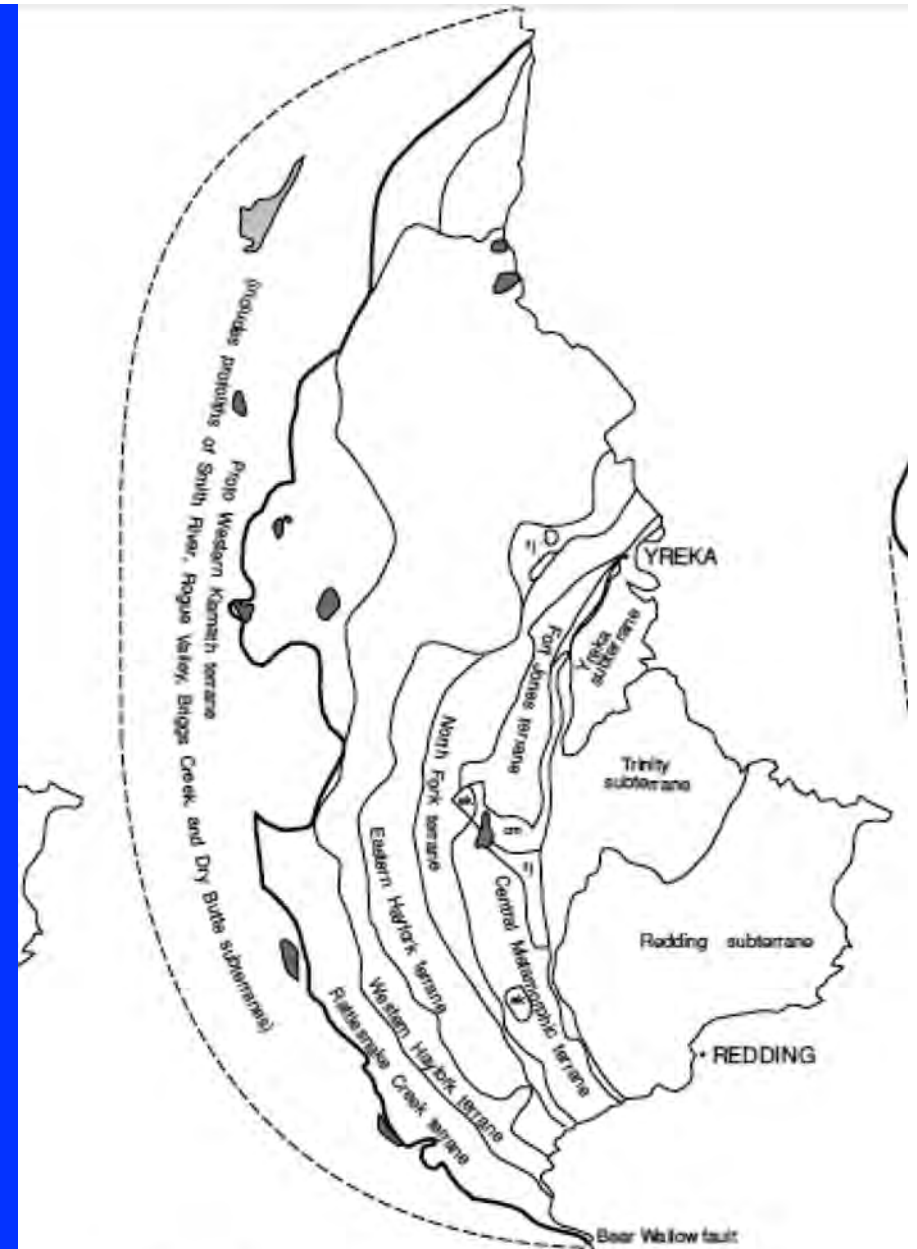 Proto Western Klamath terrane
(includes protoliths of Smith River, Rogue Valley, Briggs Creek, and Dry Butte subterranes)
YREKA
Yreka
subterrane
Fort Jones terrane
North Fork terrane
Trinity
subterrane
Eastern Hayfork terrane
Central Metamorphic terrane
Redding subterrane
Western Hayfork terrane
Rattlesnake Creek terrane
REDDING
Bear Wallow fault